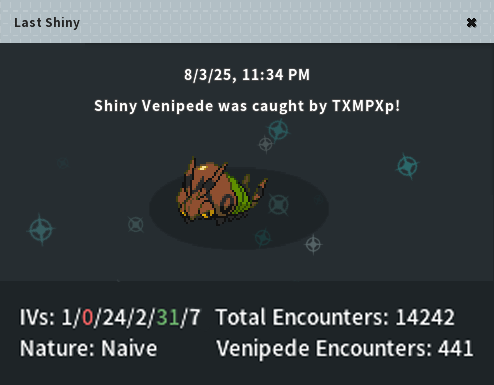 Last Shiny
8/3/25, 11:34 PM
Shiny Venipede was caught by TXMPXp!
IVs: 1/0/24/2/31/7 Total Encounters: 14242
Nature: Naive Venipede Encounters: 441